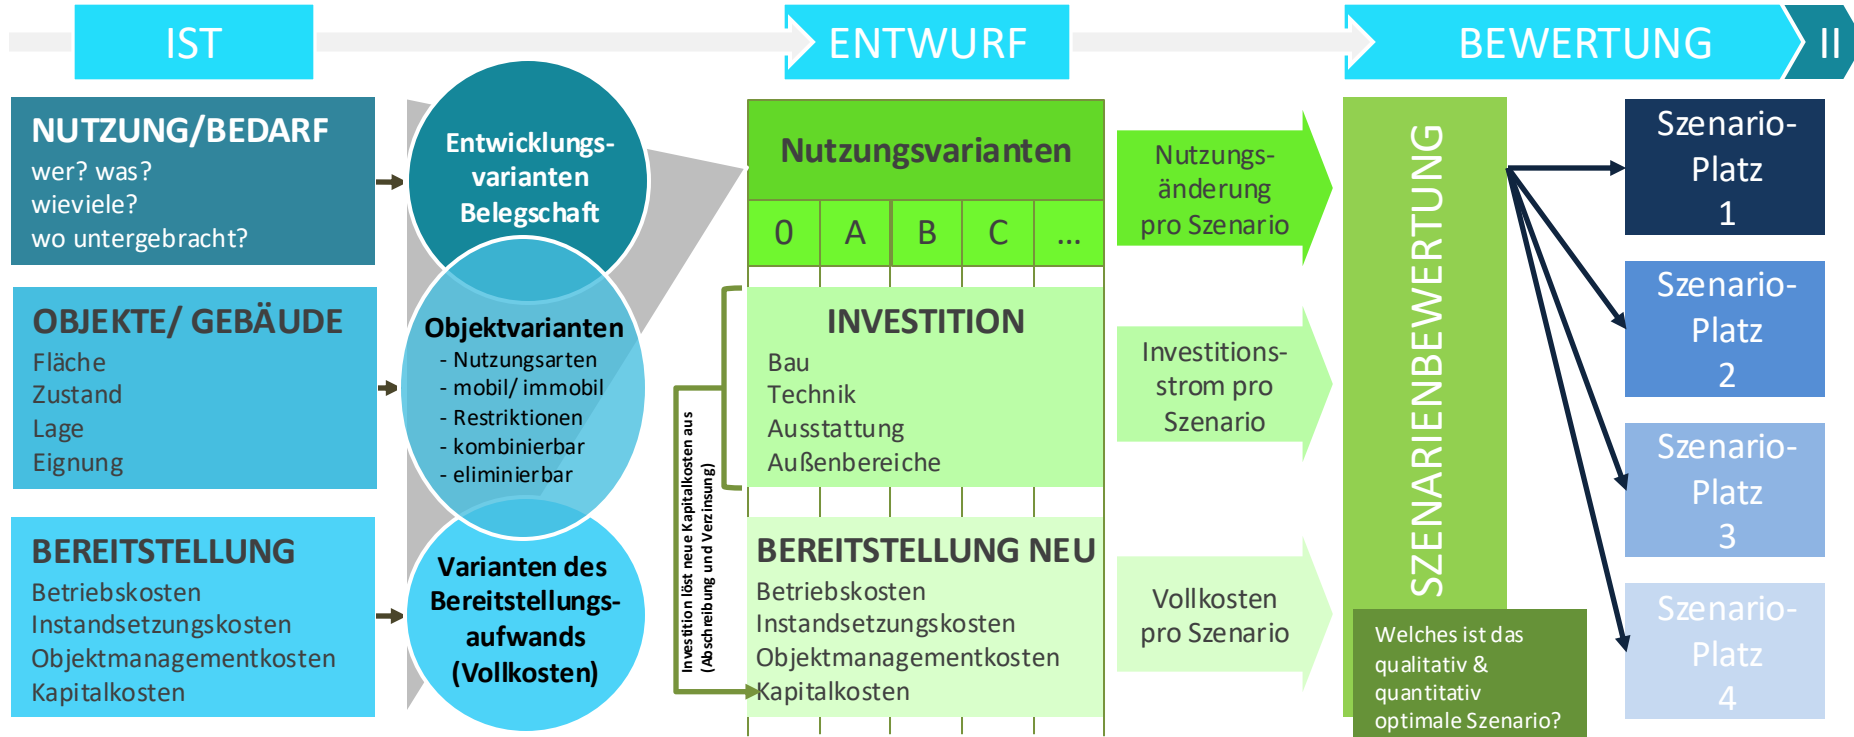 IST
ENTWURF
BEWERTUNG
II
NUTZUNG/BEDARF
wer? was?
wieviele?
wo untergebracht?
OBJEKTE/ GEBÄUDE
Fläche
Zustand
Lage
Eignung
BEREITSTELLUNG
Betriebskosten
Instandsetzungskosten
Objektmanagementkosten
Kapitalkosten
Entwicklungs-
varianten
Belegschaft
Objektvarianten
- Nutzungsarten
- mobil/ immobil
- Restriktionen
- kombinierbar
- eliminierbar
Varianten des
Bereitstellungs-
aufwands
(Vollkosten)
Investition löst neue Kapitalkosten aus
(Abschreibung und Verzinsung)
Nutzungsvarianten
0 A B C ...
INVESTITION
Bau
Technik
Ausstattung
Außenbereiche
BEREITSTELLUNG NEU
Betriebskosten
Instandsetzungskosten
Objektmanagementkosten
Kapitalkosten
Nutzungs-
änderung
pro Szenario
Investitions-
strom pro
Szenario
Vollkosten
pro Szenario
SZENARIENBEWERTUNG
Welches ist das
qualitativ &
quantitativ
optimale Szenario?
Szenario-
Platz
1
Szenario-
Platz
2
Szenario-
Platz
3
Szenario-
Platz
4